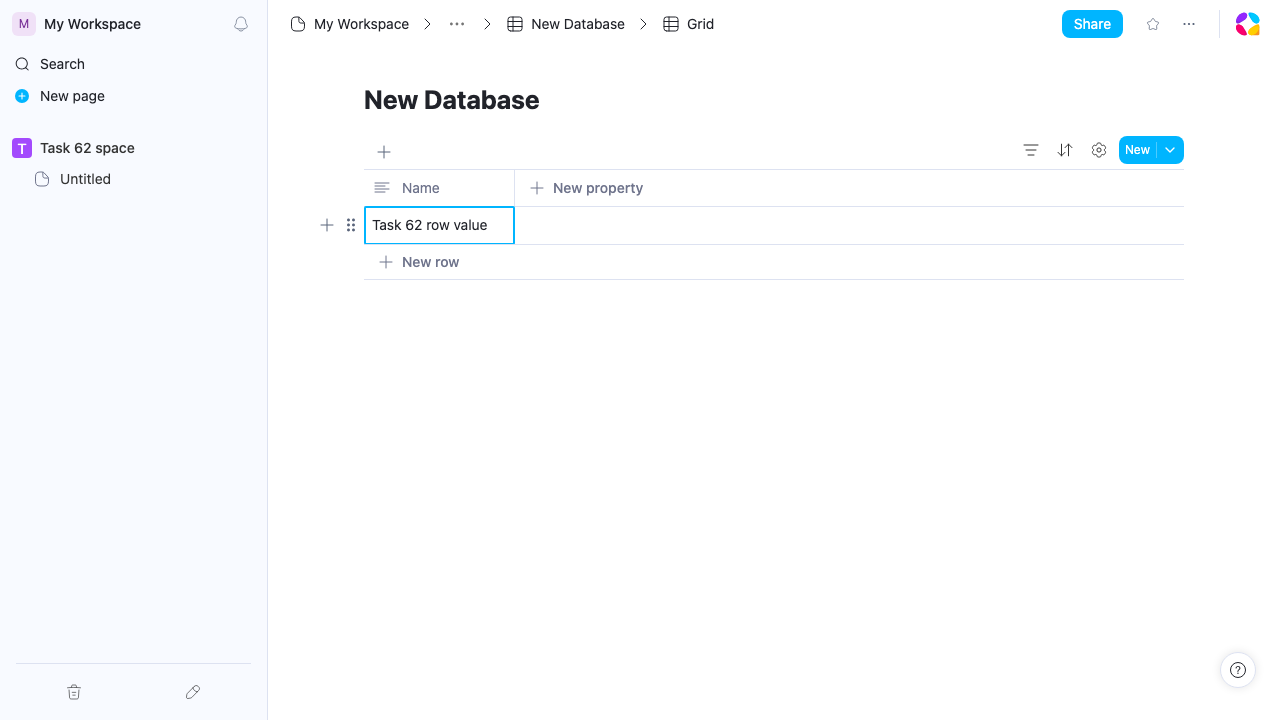 M My Workspace
Search
New page
T Task 62 space
Untitled
My Workspace > ··· > New Database > Grid
Share
New Database
New
Name
New property
Task 62 row value
New row
?